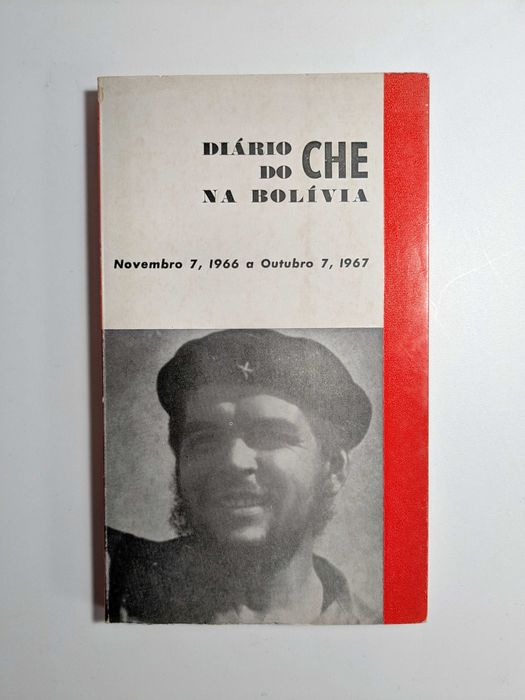 DIÁRIO CHE
DO
NA BOLÍVIA
Novembro 7, 1966 a Outubro 7, 1967